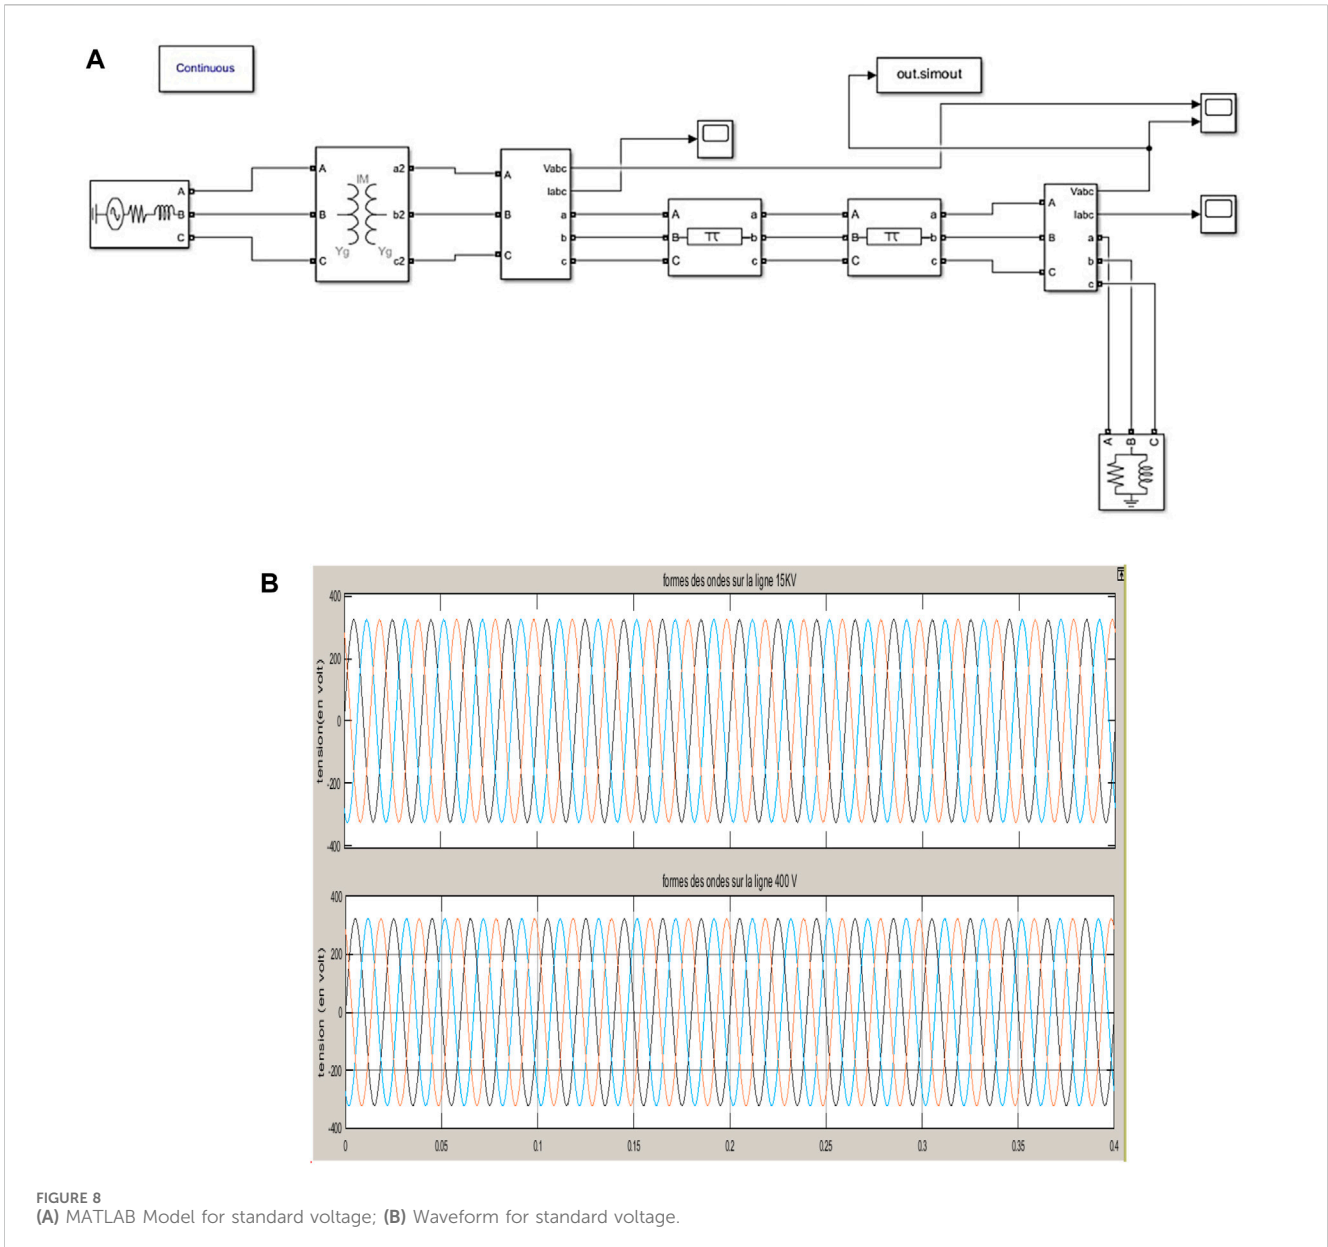 A
Continuous
out.simout
A
B
C
A
B
C
IM
Yg
Yg
a2
b2
c2
A
B
C
Vabc
Iabc
a
b
c
A
B
C
π
a
b
c
A
B
C
π
a
b
c
A
B
C
Vabc
Iabc
a
b
c
A
B
C
B
formes des ondes sur la ligne 15KV
tension(en volt)
400
200
0
-200
-400
formes des ondes sur la ligne 400 V
tension (en volt)
400
200
0
-200
-400
0
0.05
0.1
0.15
0.2
0.25
0.3
0.35
0.4
FIGURE 8
(A) MATLAB Model for standard voltage; (B) Waveform for standard voltage.